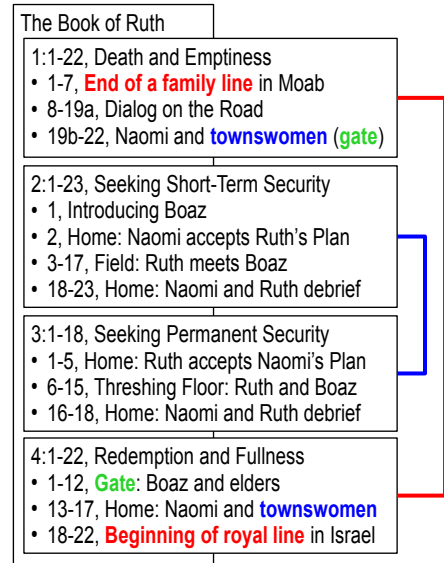 The Book of Ruth
1:1-22, Death and Emptiness
• 1-7, End of a family line in Moab
• 8-19a, Dialog on the Road
• 19b-22, Naomi and townswomen (gate)
2:1-23, Seeking Short-Term Security
• 1, Introducing Boaz
• 2, Home: Naomi accepts Ruth's Plan
• 3-17, Field: Ruth meets Boaz
• 18-23, Home: Naomi and Ruth debrief
3:1-18, Seeking Permanent Security
• 1-5, Home: Ruth accepts Naomi's Plan
• 6-15, Threshing Floor: Ruth and Boaz
• 16-18, Home: Naomi and Ruth debrief
4:1-22, Redemption and Fullness
• 1-12, Gate: Boaz and elders
• 13-17, Home: Naomi and townswomen
• 18-22, Beginning of royal line in Israel